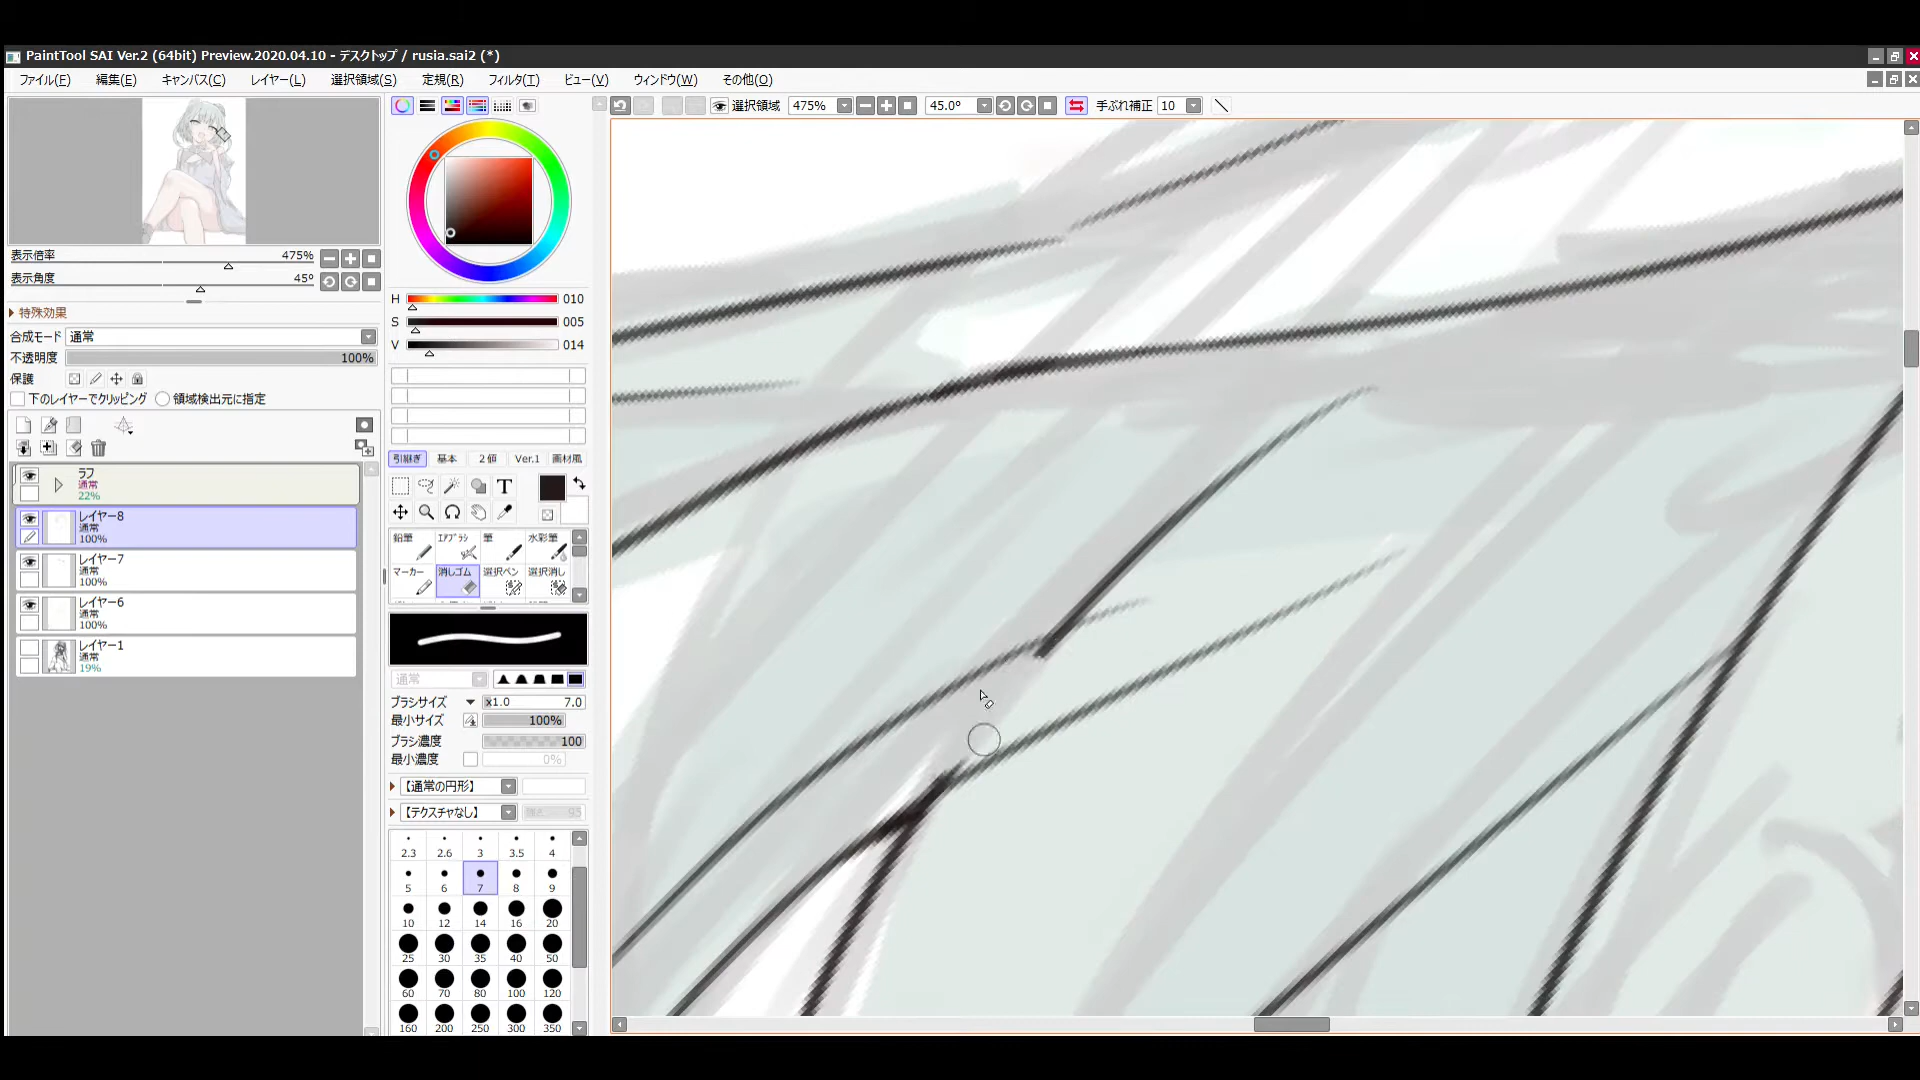 PaintTool SAI Ver.2 (64bit) Preview.2020.04.10 - デスクトップ / rusia.sai2 (*)
ファイル(F) 編集(E) キャンバス(C) レイヤー(L) 選択領域(S) 定規(R) フィルタ(T) ビュー(V) ウィンドウ(W) その他(O)
選択領域 475% 45.0° 手ぶれ補正 10
表示倍率 475%
表示角度 45°
特殊効果
合成モード 通常
不透明度 100%
保護
下のレイヤーでクリッピング 領域検出元に指定
ラフ
通常
22%
レイヤー8
通常
100%
レイヤー7
通常
100%
レイヤー6
通常
100%
レイヤー1
通常
19%
H 010
S 005
V 014
引継ぎ 基本 2値 Ver.1 画材風
T
鉛筆 エアブラシ 筆 水彩筆
マーカー 消しゴム 選択ペン 選択消し
通常
ブラシサイズ x1.0 7.0
最小サイズ 100%
ブラシ濃度 100
最小濃度 0%
【通常の円形】
【テクスチャなし】 95
2.3 2.6 3 3.5 4
5 6 7 8 9
10 12 14 16 20
25 30 35 40 50
60 70 80 100 120
160 200 250 300 350